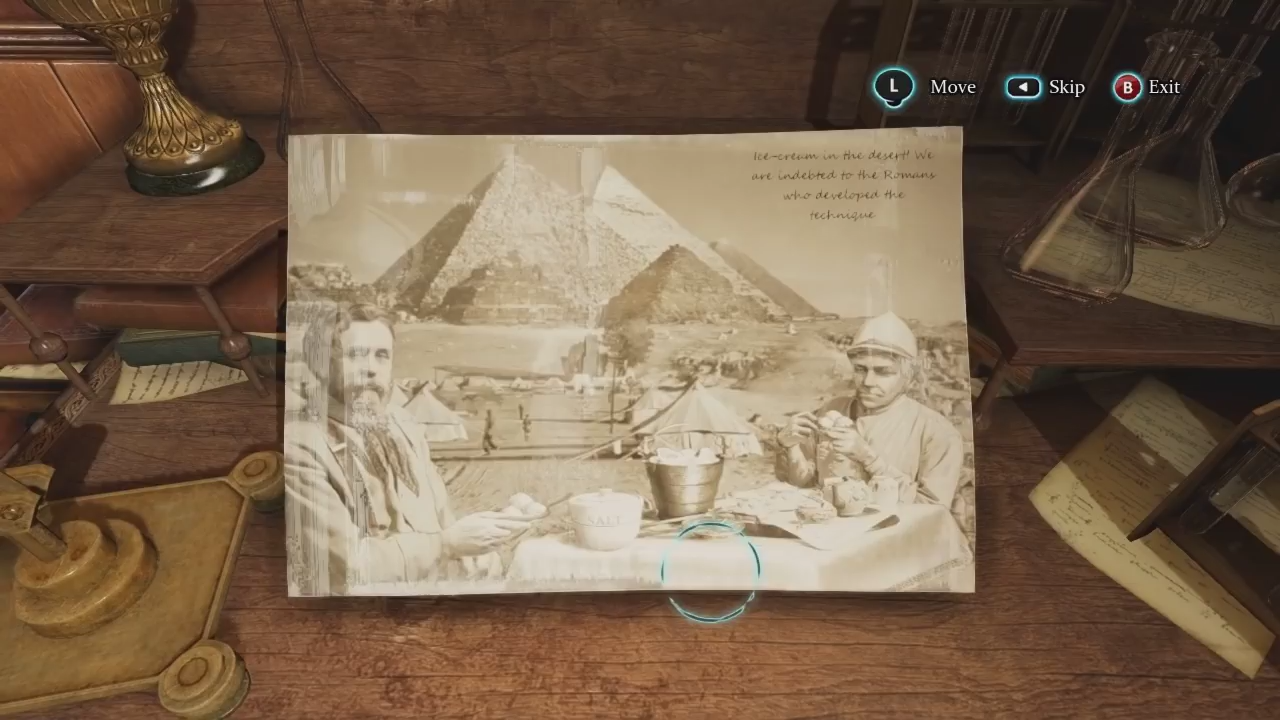 L Move Skip B Exit
Ice-cream in the desert! We
are indebted to the Romans
who developed the
technique
SALT